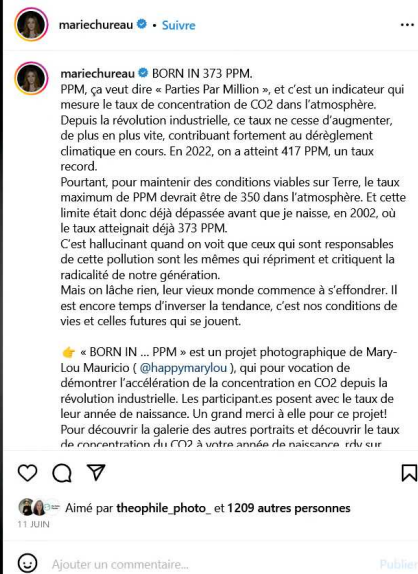 mariechureau • Suivre
mariechureau BORN IN 373 PPM.
PPM, ça veut dire « Parties Par Million », et c'est un indicateur qui
mesure le taux de concentration de CO2 dans l'atmosphère.
Depuis la révolution industrielle, ce taux ne cesse d'augmenter,
de plus en plus vite, contribuant fortement au dérèglement
climatique en cours. En 2022, on a atteint 417 PPM, un taux
record.
Pourtant, pour maintenir des conditions viables sur Terre, le taux
maximum de PPM devrait être de 350 dans l'atmosphère. Et cette
limite était donc déjà dépassée avant que je naisse, en 2002, où
le taux atteignait déjà 373 PPM.
C'est hallucinant quand on voit que ceux qui sont responsables
de cette pollution sont les mêmes qui répriment et critiquent la
radicalité de notre génération.
Mais on lâche rien, leur vieux monde commence à s'effondrer. Il
est encore temps d'inverser la tendance, c'est nos conditions de
vies et celles futures qui se jouent.
👉 « BORN IN ... PPM » est un projet photographique de Mary-
Lou Mauricio ( @happymarylou ), qui pour vocation de
démontrer l'accélération de la concentration en CO2 depuis la
révolution industrielle. Les participant.es posent avec le taux de
leur année de naissance. Un grand merci à elle pour ce projet!
Pour découvrir la galerie des autres portraits et découvrir le taux
de concentration du CO2 à votre année de naissance, rdv sur
Aimé par theophile_photo_ et 1209 autres personnes
11 JUIN
Ajouter un commentaire...
Publier